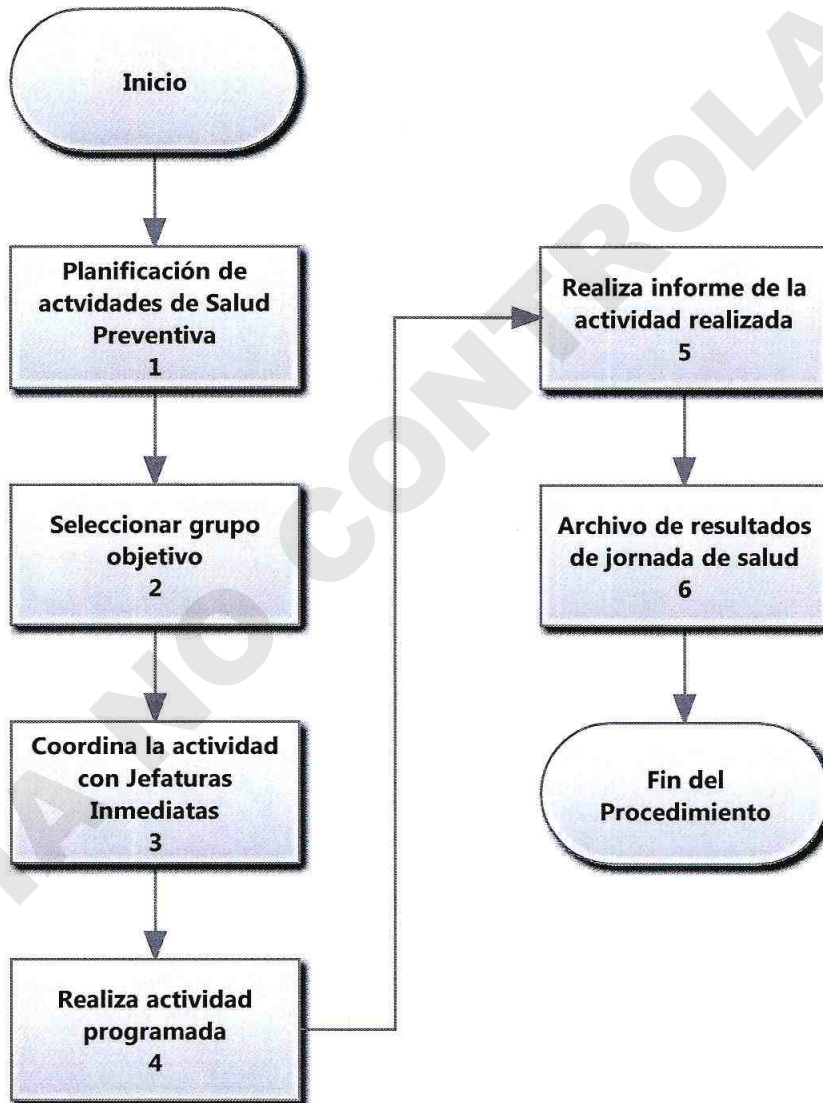 Inicio
Planificación de
actvidades de Salud
Preventiva
1
Seleccionar grupo
objetivo
2
Coordina la actividad
con Jefaturas
Inmediatas
3
Realiza actividad
programada
4
Realiza informe de la
actividad realizada
5
Archivo de resultados
de jornada de salud
6
Fin del
Procedimiento
NO CONTROLA